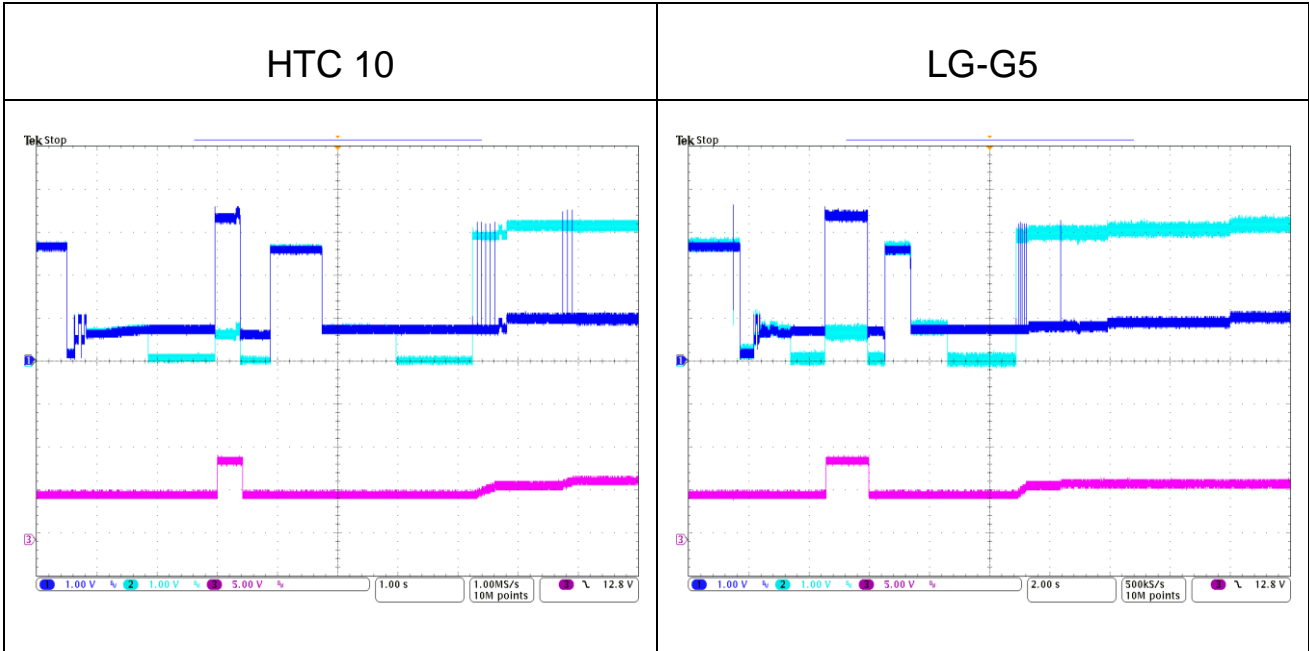 HTC 10
LG-G5
Tek Stop
1
3
1 1.00 V 2 1.00 V 3 5.00 V
1.00 s
1.00MS/s
10M points
3 12.8 V
Tek Stop
1
3
1 1.00 V 2 1.00 V 3 5.00 V
2.00 s
500kS/s
10M points
3 12.8 V